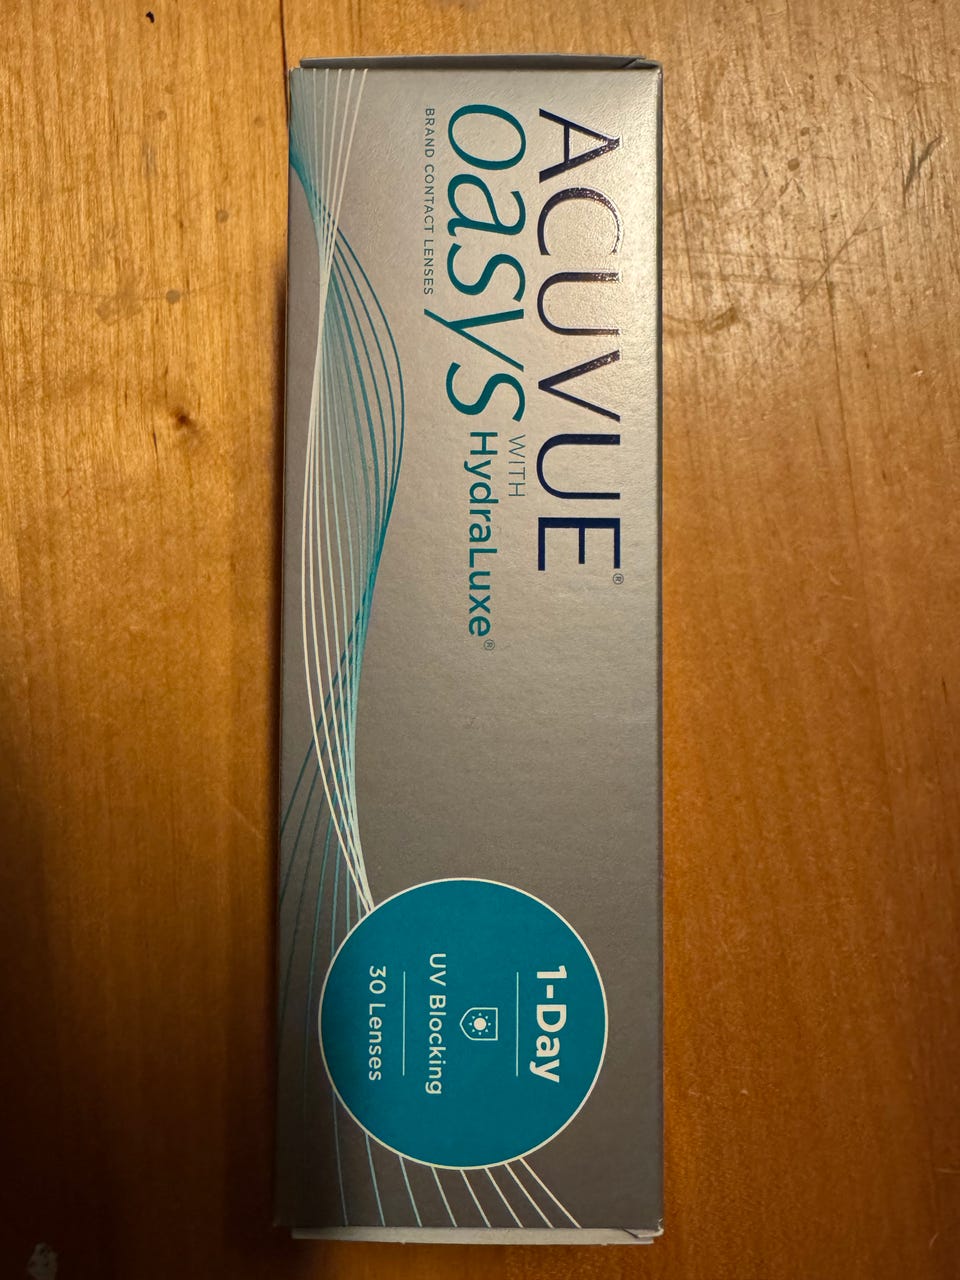 ACUVUE®
oasys WITH HydraLuxe®
BRAND CONTACT LENSES
1-Day
UV Blocking
30 Lenses